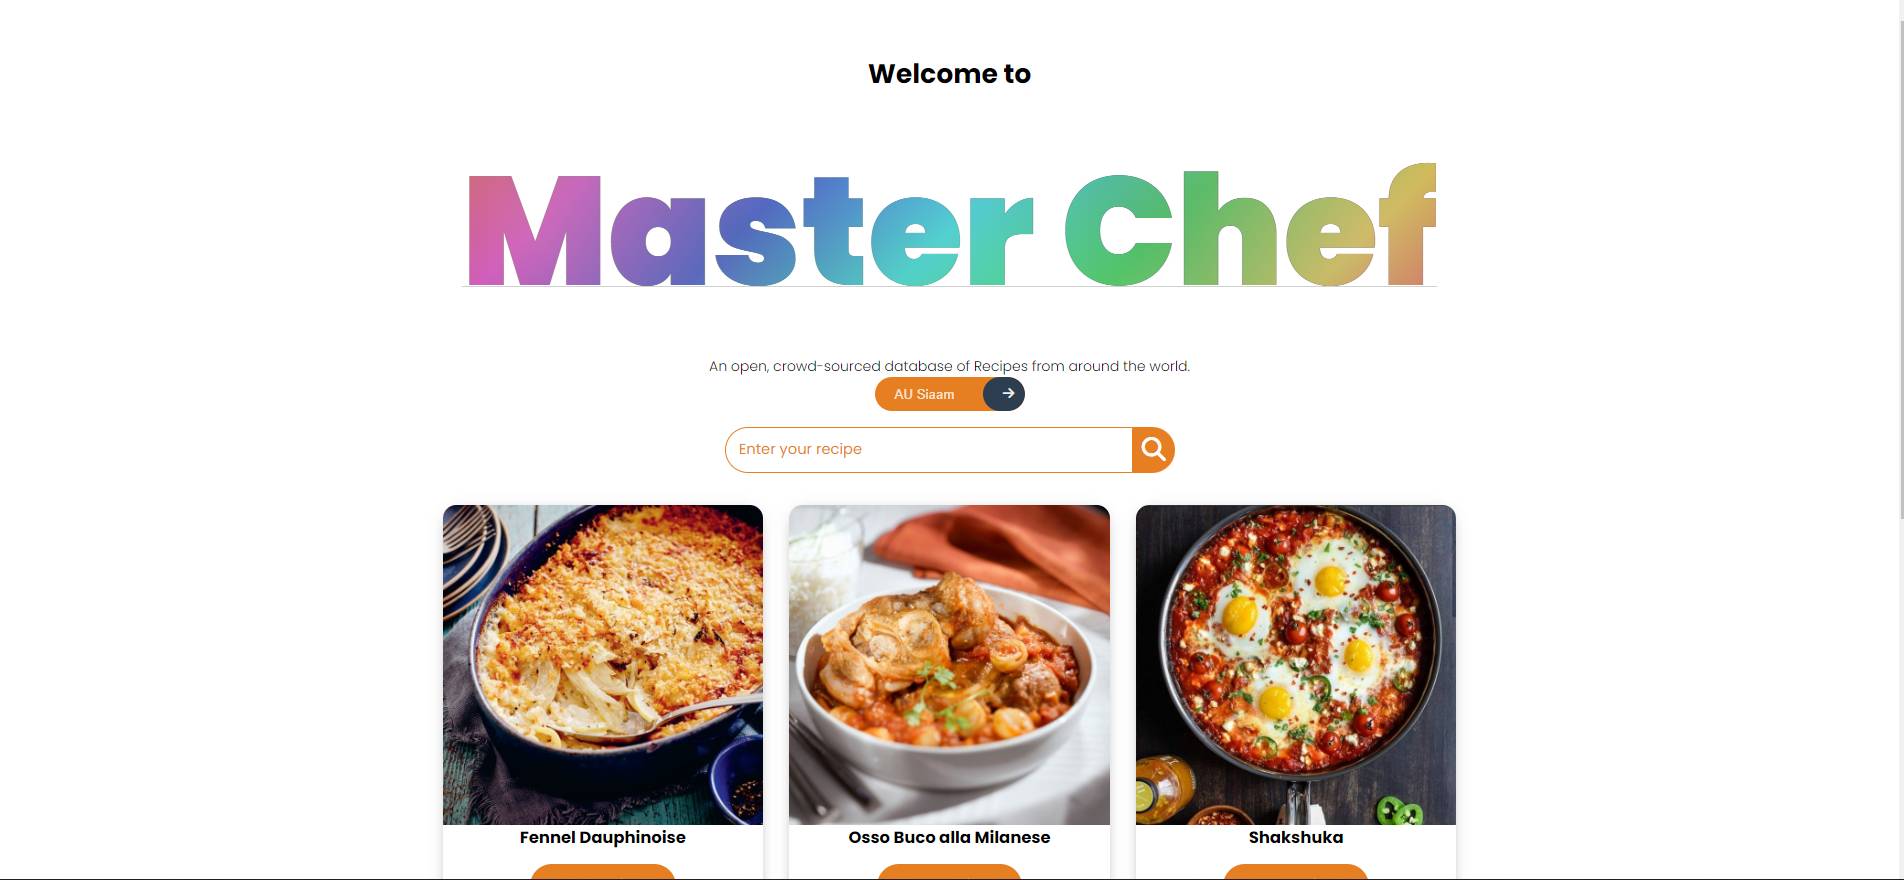 Welcome to
Master Chef
An open, crowd-sourced database of Recipes from around the world.
AU Siaam
Enter your recipe
Fennel Dauphinoise
Osso Buco alla Milanese
Shakshuka